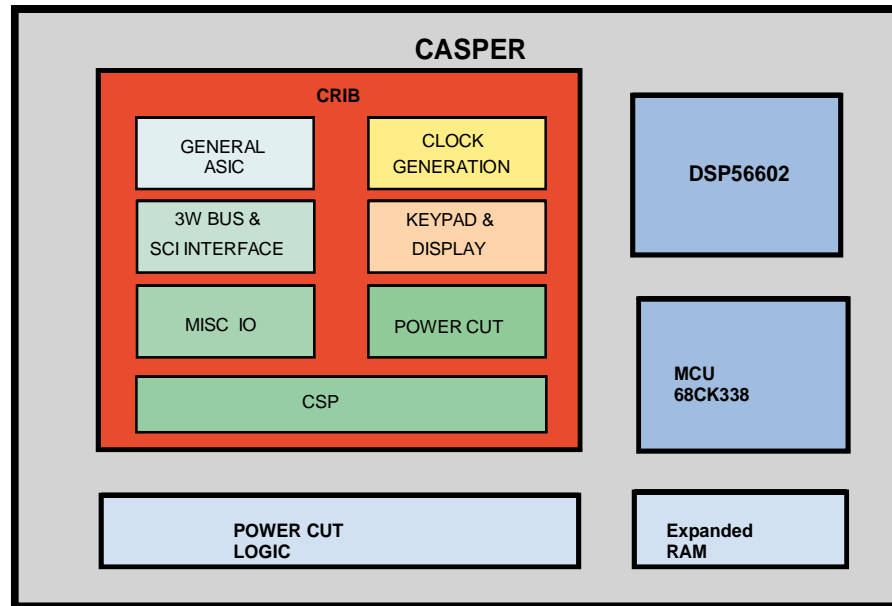 CASPER
CRIB
GENERAL
ASIC
CLOCK
GENERATION
3W BUS &
SCI INTERFACE
KEYPAD &
DISPLAY
MISC IO
POWER CUT
CSP
DSP56602
MCU
68CK338
POWER CUT
LOGIC
Expanded
RAM